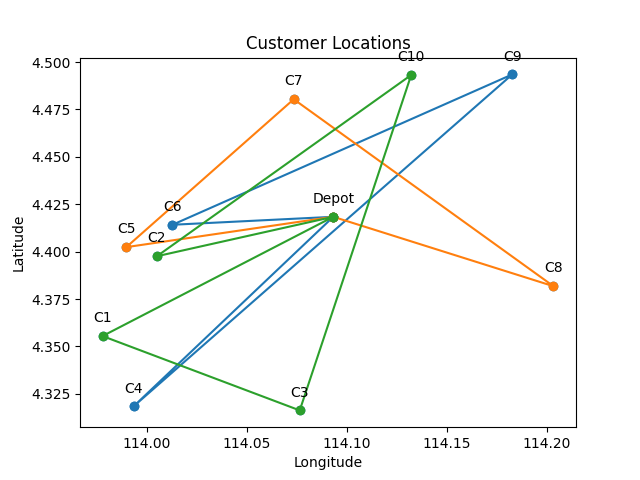 Customer Locations
C10
C9
C7
Depot
C6
C5
C2
C8
C1
C4
C3
4.500
4.475
4.450
4.425
4.400
4.375
4.350
4.325
Latitude
114.00
114.05
114.10
114.15
114.20
Longitude